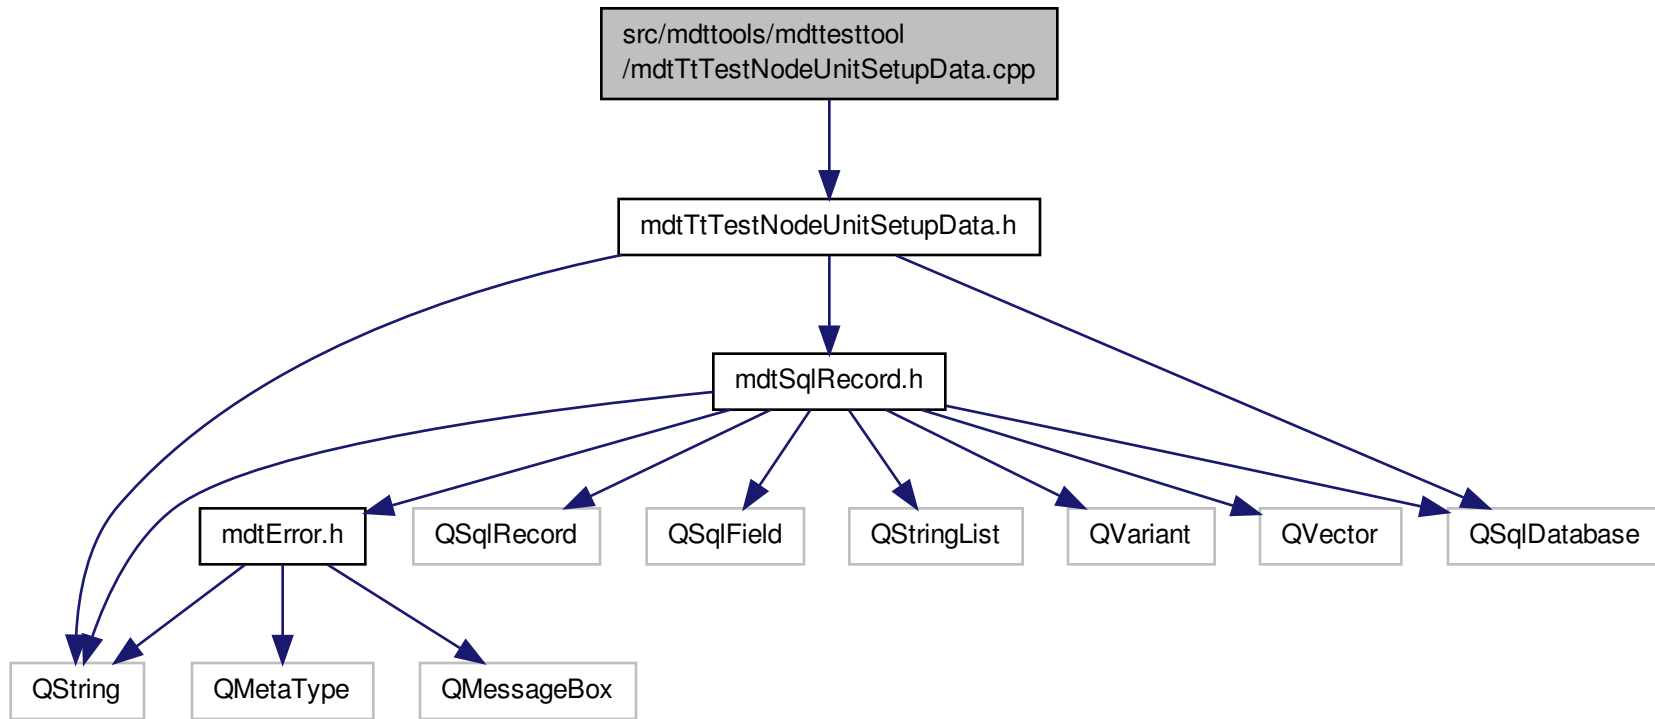 src/mdttools/mdttesttool
/mdtTtTestNodeUnitSetupData.cpp
mdtTtTestNodeUnitSetupData.h
mdtSqlRecord.h
mdtError.h
QSqlRecord
QSqlField
QStringList
QVariant
QVector
QSqlDatabase
QString
QMetaType
QMessageBox